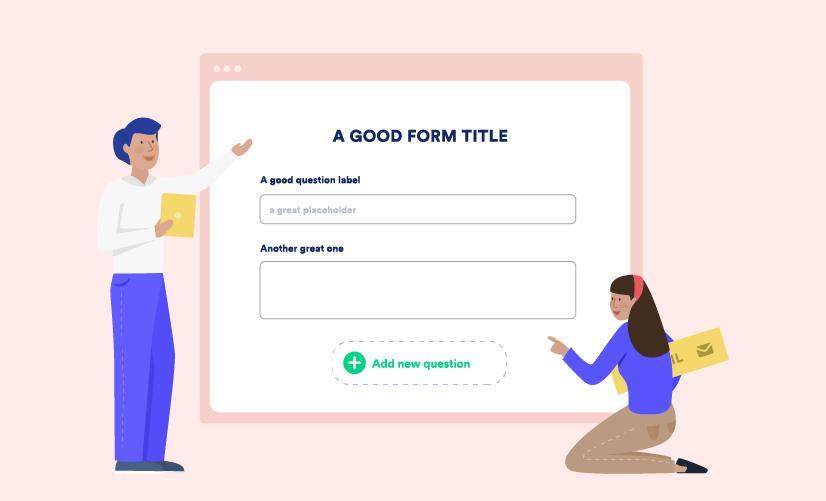 A GOOD FORM TITLE
A good question label
a great placeholder
Another great one
Add new question
IL